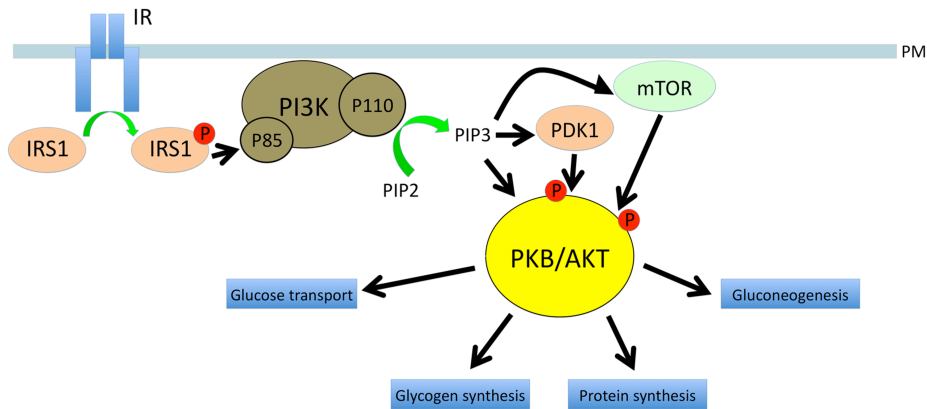 IR
PM
IRS1
IRS1
P
PI3K
P110
P85
PIP2
PIP3
mTOR
PDK1
P
P
PKB/AKT
Glucose transport
Gluconeogenesis
Glycogen synthesis
Protein synthesis